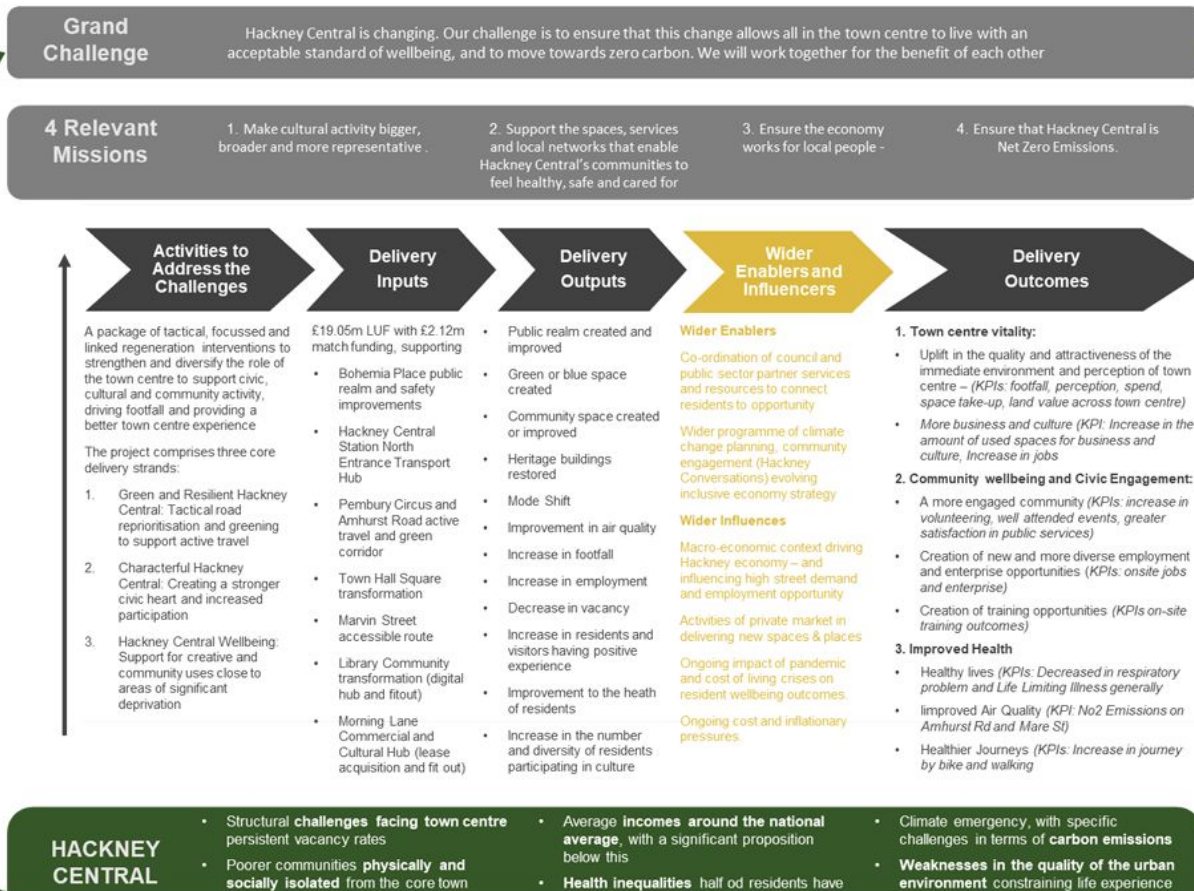 Grand
Challenge
Hackney Central is changing. Our challenge is to ensure that this change allows all in the town centre to live with an
acceptable standard of wellbeing, and to move towards zero carbon. We will work together for the benefit of each other
4 Relevant
Missions
1. Make cultural activity bigger,
broader and more representative .
2. Support the spaces, services
and local networks that enable
Hackney Central's communities to
feel healthy, safe and cared for
3. Ensure the economy
works for local people -
4. Ensure that Hackney Central is
Net Zero Emissions.
Activities to
Address the
Challenges
A package of tactical, focussed and
linked regeneration interventions to
strengthen and diversify the role of
the town centre to support civic,
cultural and community activity,
driving footfall and providing a
better town centre experience
The project comprises three core
delivery strands:
1. Green and Resilient Hackney
Central: Tactical road
reprioritisation and greening
to support active travel
2. Characterful Hackney
Central: Creating a stronger
civic heart and increased
participation
3. Hackney Central Wellbeing:
Support for creative and
community uses close to
areas of significant
deprivation
Delivery
Inputs
£19.05m LUF with £2.12m
match funding, supporting
• Bohemia Place public
realm and safety
improvements
• Hackney Central
Station North
Entrance Transport
Hub
• Pembury Circus and
Amhurst Road active
travel and green
corridor
• Town Hall Square
transformation
• Marvin Street
accessible route
• Library Community
transformation (digital
hub and fitout)
• Morning Lane
Commercial and
Cultural Hub (lease
acquisition and fit out)
Delivery
Outputs
• Public realm created and
improved
• Green or blue space
created
• Community space created
or improved
• Heritage buildings
restored
• Mode Shift
• Improvement in air quality
• Increase in footfall
• Increase in employment
• Decrease in vacancy
• Increase in residents and
visitors having positive
experience
• Improvement to the heath
of residents
• Increase in the number
and diversity of residents
participating in culture
Wider
Enablers and
Influencers
Wider Enablers
Co-ordination of council and
public sector partner services
and resources to connect
residents to opportunity
Wider programme of climate
change planning, community
engagement (Hackney
Conversations) evolving
inclusive economy strategy
Wider Influences
Macro-economic context driving
Hackney economy – and
influencing high street demand
and employment opportunity
Activities of private market in
delivering new spaces & places
Ongoing impact of pandemic
and cost of living crises on
resident wellbeing outcomes.
Ongoing cost and inflationary
pressures.
Delivery
Outcomes
1. Town centre vitality:
• Uplift in the quality and attractiveness of the
immediate environment and perception of town
centre – (KPIs: footfall, perception, spend,
space take-up, land value across town centre)
• More business and culture (KPI: Increase in the
amount of used spaces for business and
culture, Increase in jobs
2. Community wellbeing and Civic Engagement:
• A more engaged community (KPIs: increase in
volunteering, well attended events, greater
satisfaction in public services)
• Creation of new and more diverse employment
and enterprise opportunities (KPIs: onsite jobs
and enterprise)
• Creation of training opportunities (KPIs on-site
training outcomes)
3. Improved Health
• Healthy lives (KPIs: Decreased in respiratory
problem and Life Limiting Illness generally
• Iimproved Air Quality (KPI: No2 Emissions on
Amhurst Rd and Mare St)
• Healthier Journeys (KPIs: Increase in journey
by bike and walking
HACKNEY
CENTRAL
• Structural challenges facing town centre
persistent vacancy rates
• Poorer communities physically and
socially isolated from the core town
• Average incomes around the national
average, with a significant proposition
below this
• Health inequalities half od residents have
• Climate emergency, with specific
challenges in terms of carbon emissions
• Weaknesses in the quality of the urban
environment constraining life experience